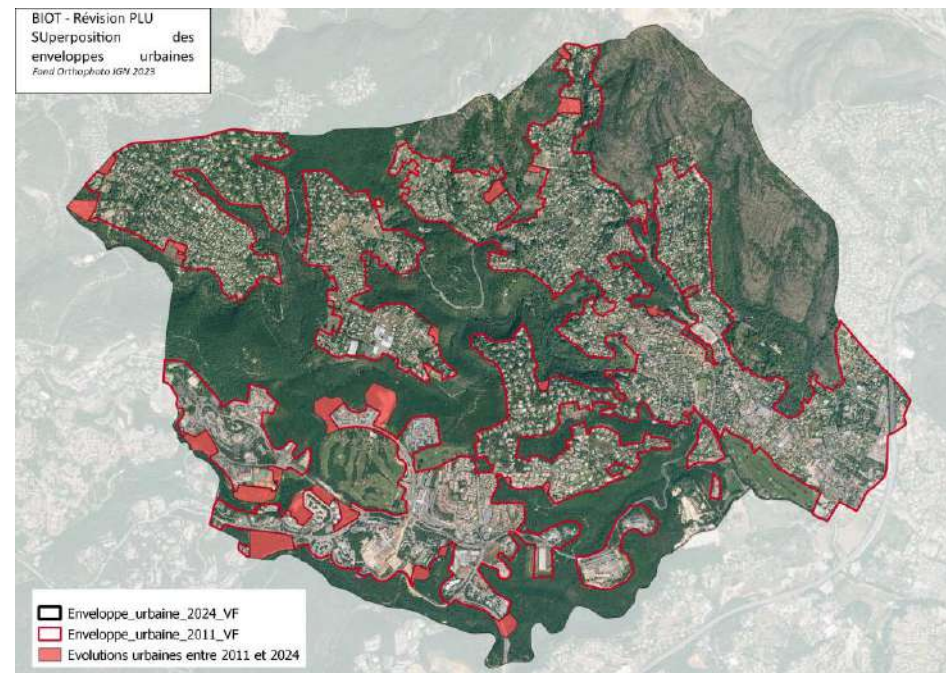 BIOT - Révision PLU
SUperposition des
enveloppes urbaines
Fond Orthophoto IGN 2023
Enveloppe_urbaine_2024_VF
Enveloppe_urbaine_2011_VF
Evolutions urbaines entre 2011 et 2024